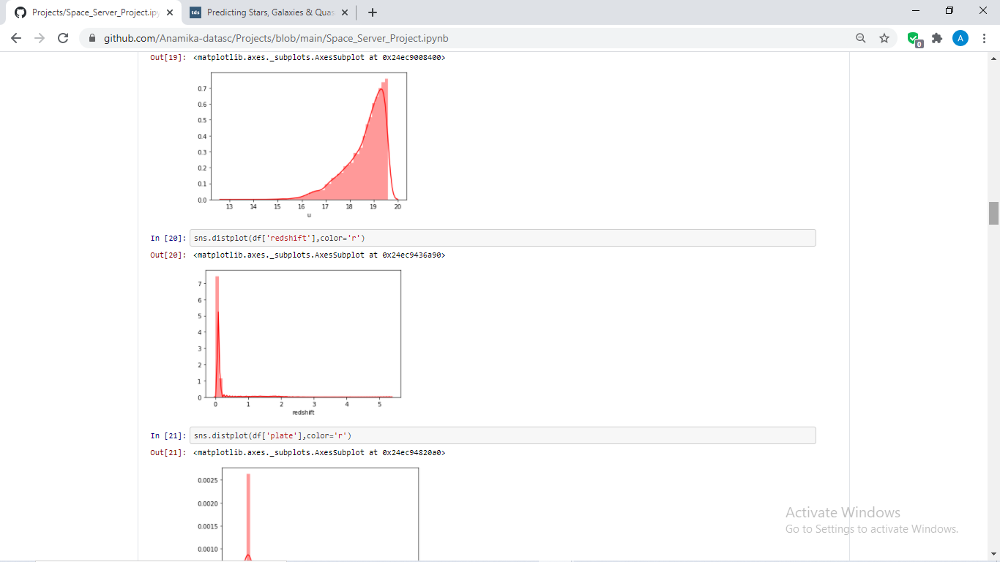 Projects/Space_Server_Project.ip
Predicting Stars, Galaxies & Quas
github.com/Anamika-datasc/Projects/blob/main/Space_Server_Project.ipynb
0
A
Out[19]: <matplotlib.axes._subplots.AxesSubplot at 0x24ec9008400>
0.7
0.6
0.5
0.4
0.3
0.2
0.1
0.0
13 14 15 16 17 18 19 20
u
In [20]: sns.distplot(df['redshift'],color='r')
Out[20]: <matplotlib.axes._subplots.AxesSubplot at 0x24ec9436a90>
7
6
5
4
3
2
1
0
0 1 2 3 4 5
redshift
In [21]: sns.distplot(df['plate'],color='r')
Out[21]: <matplotlib.axes._subplots.AxesSubplot at 0x24ec94820a0>
0.0025
0.0020
0.0015
0.0010
Activate Windows
Go to Settings to activate Windows.